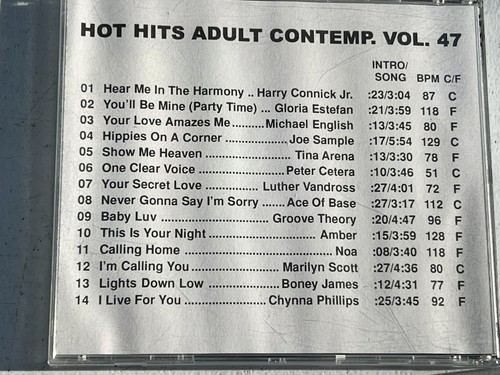 HOT HITS ADULT CONTEMP. VOL. 47
INTRO/
SONG BPM C/F
01 Hear Me In The Harmony .. Harry Connick Jr. :23/3:04 87 C
02 You'll Be Mine (Party Time) ... Gloria Estefan :21/3:59 118 F
03 Your Love Amazes Me.......... Michael English :13/3:45 80 F
04 Hippies On A Corner ................... Joe Sample :17/5:54 129 C
05 Show Me Heaven .......................... Tina Arena :13/3:30 78 F
06 One Clear Voice ........................... Peter Cetera :10/3:46 51 C
07 Your Secret Love .................. Luther Vandross :27/4:01 72 F
08 Never Gonna Say I'm Sorry ....... Ace Of Base :27/3:17 112 C
09 Baby Luv .................................. Groove Theory :20/4:47 96 F
10 This Is Your Night .................................. Amber :15/3:59 128 F
11 Calling Home ............................................... Noa :08/3:40 118 F
12 I'm Calling You ........................... Marilyn Scott :27/4:36 80 C
13 Lights Down Low ....................... Boney James :12/4:31 77 F
14 I Live For You ......................... Chynna Phillips :25/3:45 92 F